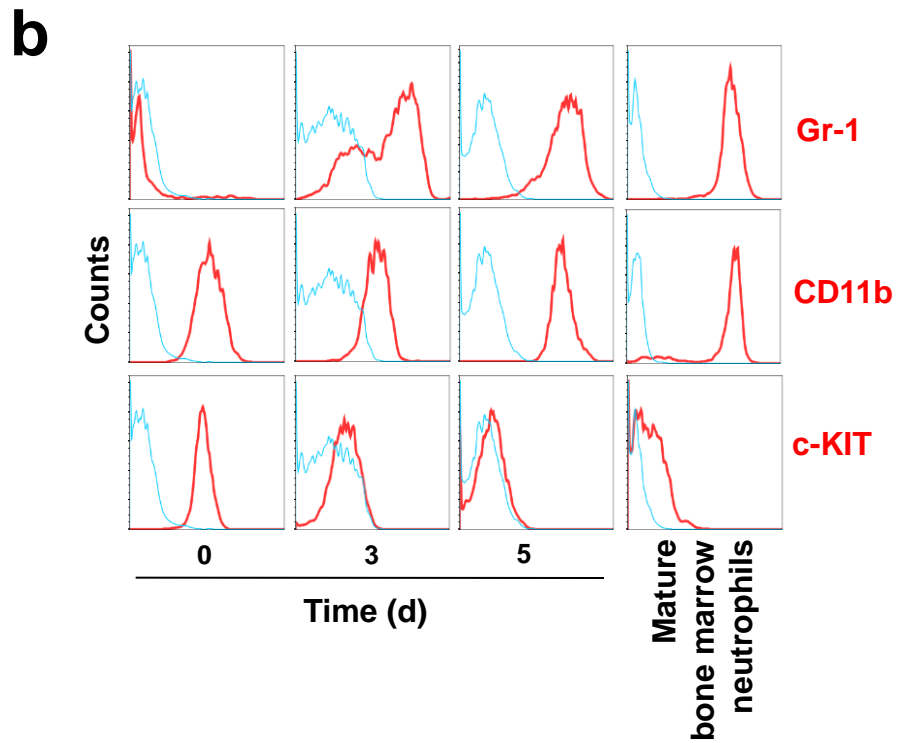 b
Gr-1
Counts
CD11b
c-KIT
0
3
5
Time (d)
Mature
bone marrow
neutrophils